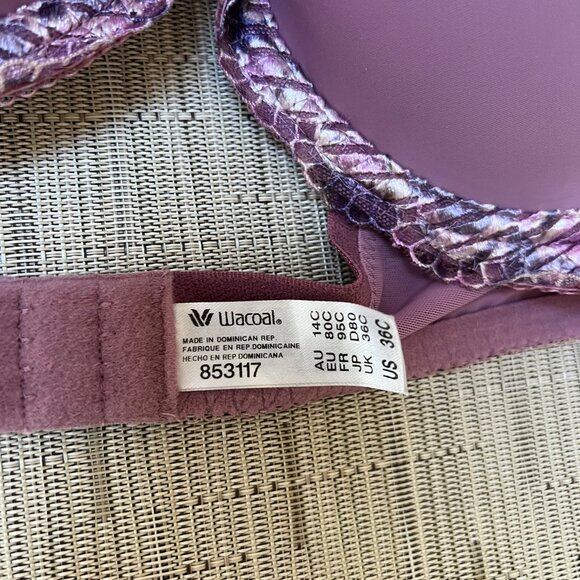 Wacoal®
MADE IN DOMINICAN REP.
FABRIQUE EN REP.DOMINICAINE
HECHO EN REP.DOMINICANA
853117
AU 14C
EU 80C
FR 95C
JP D80
UK 36C
US 36C